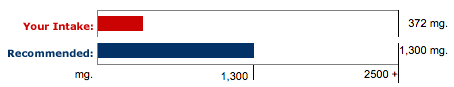 Your Intake: 372 mg.
Recommended: 1,300 mg.
mg. 1,300 2500 +